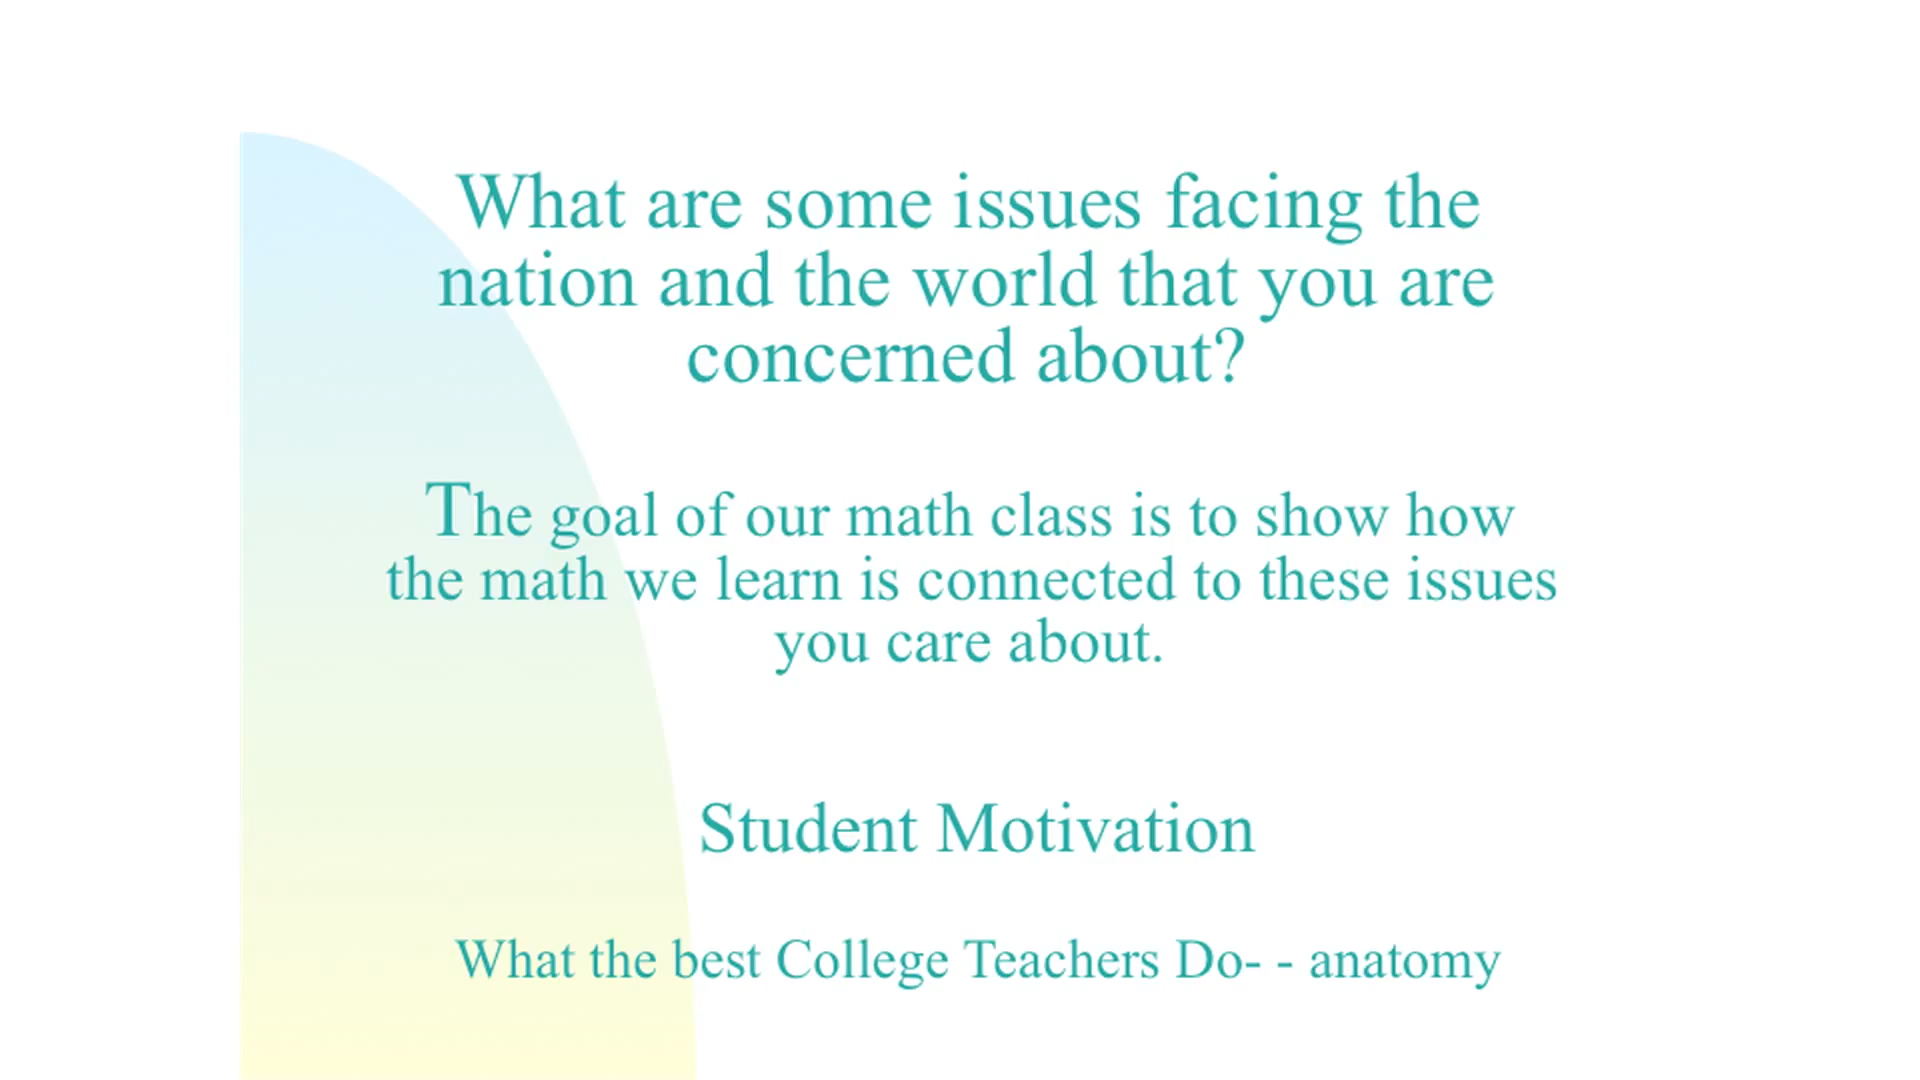 What are some issues facing the
nation and the world that you are
concerned about?
The goal of our math class is to show how
the math we learn is connected to these issues
you care about.
Student Motivation
What the best College Teachers Do- - anatomy